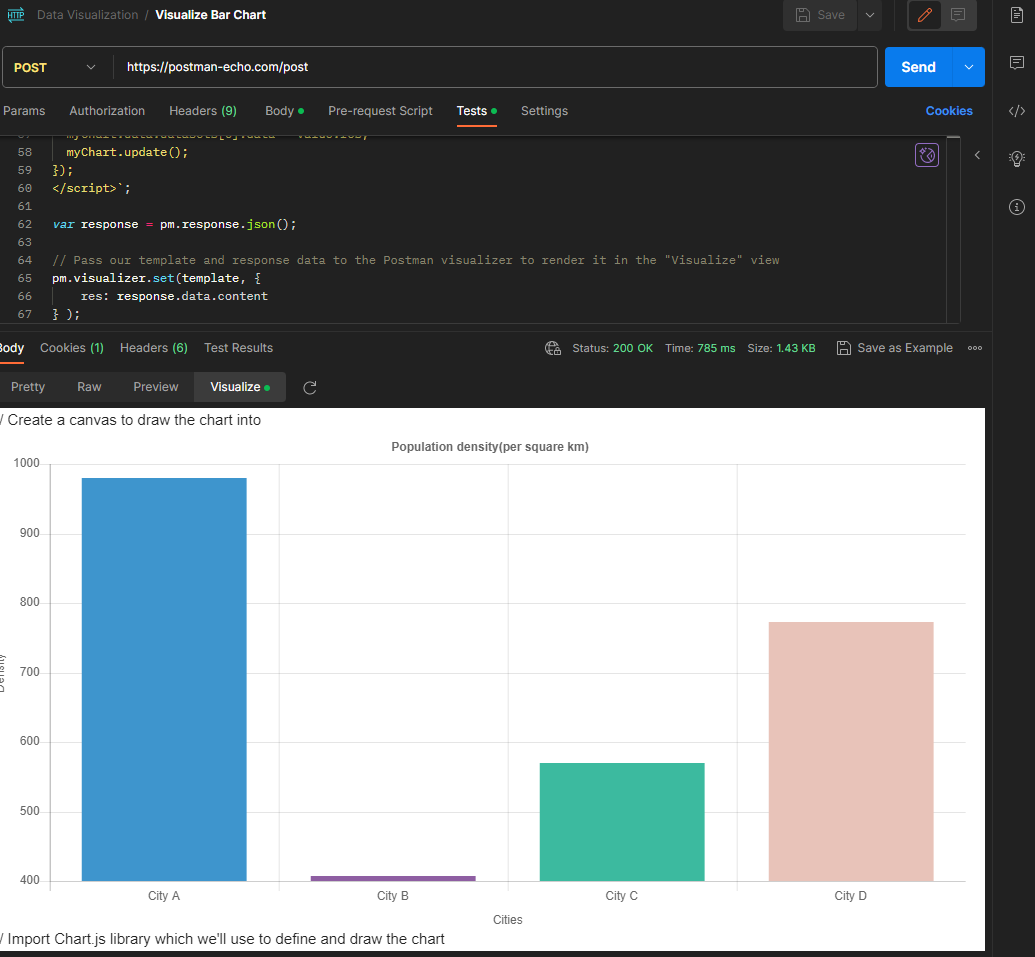 HTTP Data Visualization / Visualize Bar Chart Save
POST https://postman-echo.com/post Send
Params Authorization Headers (9) Body Pre-request Script Tests Settings Cookies
58 myChart.update();
59 });
60 </script>`;
61
62 var response = pm.response.json();
63
64 // Pass our template and response data to the Postman visualizer to render it in the "Visualize" view
65 pm.visualizer.set(template, {
66 res: response.data.content
67 } );
Body Cookies (1) Headers (6) Test Results Status: 200 OK Time: 785 ms Size: 1.43 KB Save as Example
Pretty Raw Preview Visualize
/ Create a canvas to draw the chart into
Population density(per square km)
1000
900
800
700
600
500
400
Density
City A City B City C City D
Cities
/ Import Chart.js library which we'll use to define and draw the chart